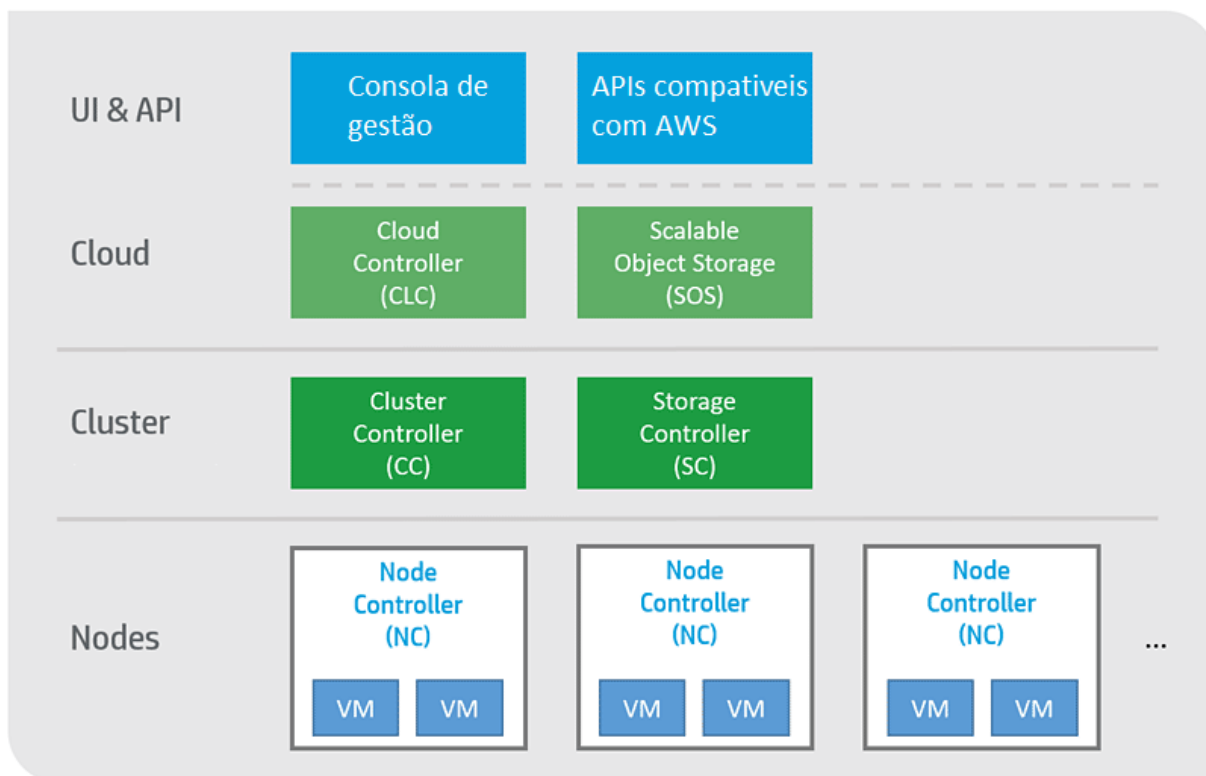 UI & API
Consola de
gestão
APIs compativeis
com AWS
Cloud
Cloud
Controller
(CLC)
Scalable
Object Storage
(SOS)
Cluster
Cluster
Controller
(CC)
Storage
Controller
(SC)
Nodes
Node
Controller
(NC)
VM VM
Node
Controller
(NC)
VM VM
Node
Controller
(NC)
VM VM
...